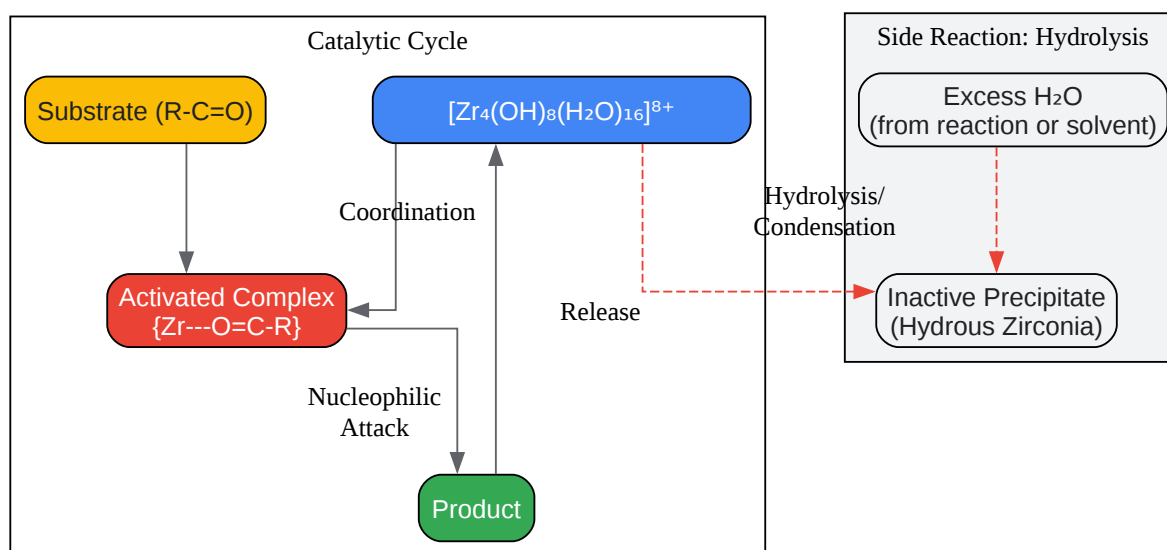 Catalytic Cycle
Substrate (R-C=O)
[Zr₄(OH)₈(H₂O)₁₆]⁸⁺
Coordination
Activated Complex
{Zr---O=C-R}
Release
Nucleophilic
Attack
Product
Hydrolysis/
Condensation
Side Reaction: Hydrolysis
Excess H₂O
(from reaction or solvent)
Inactive Precipitate
(Hydrous Zirconia)